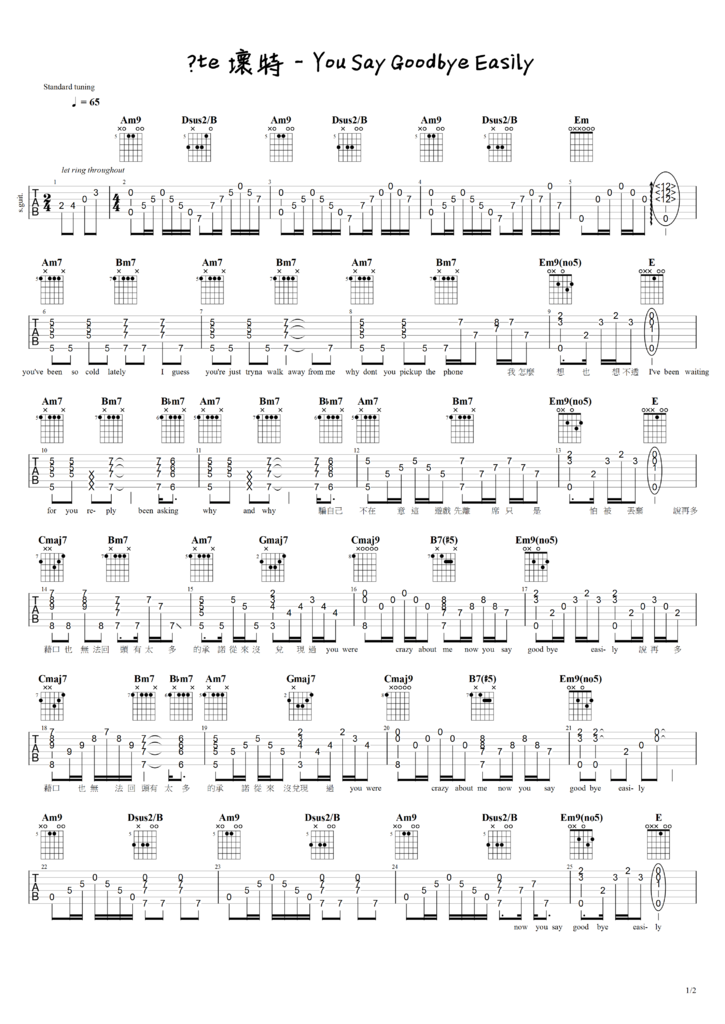 ?te 壞特 - You Say Goodbye Easily
Standard tuning
♩ = 65
Am9 Dsus2/B Am9 Dsus2/B Am9 Dsus2/B Em
let ring throughout
s.guit.
Am7 Bm7 Am7 Bm7 Am7 Bm7 Em9(no5) E
you've been so cold lately I guess you're just tryna walk away from me why dont you pickup the phone 我怎麼 想 也 想不透 I've been waiting
Am7 Bm7 B♭m7 Am7 Bm7 B♭m7 Am7 Bm7 Em9(no5) E
for you re- ply been asking why and why 騙自己 不在 意這 遊戲先離 席只 是 怕 被 丟棄 說再多
Cmaj7 Bm7 Am7 Gmaj7 Cmaj9 B7(♯5) Em9(no5)
藉口 也 無 法回 頭 有 太 多 的承 諾從來沒 兌 現過 you were crazy about me now you say good bye easi- ly 說 再 多
Cmaj7 Bm7 B♭m7 Am7 Gmaj7 Cmaj9 B7(♯5) Em9(no5)
藉口 也 無 法 回 頭有 太 多 的承 諾 從 來 沒兌現 過 you were crazy about me now you say good bye easi- ly
Am9 Dsus2/B Am9 Dsus2/B Am9 Dsus2/B Em9(no5) E
now you say good bye easi- ly
1/2